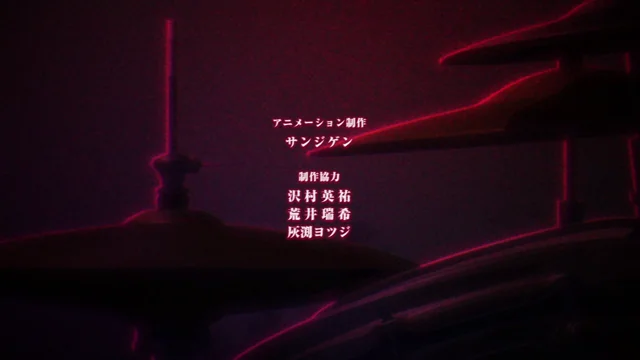 アニメーション制作
サンジゲン
制作協力
沢村英祐
荒井瑞希
灰渕ヨツジ